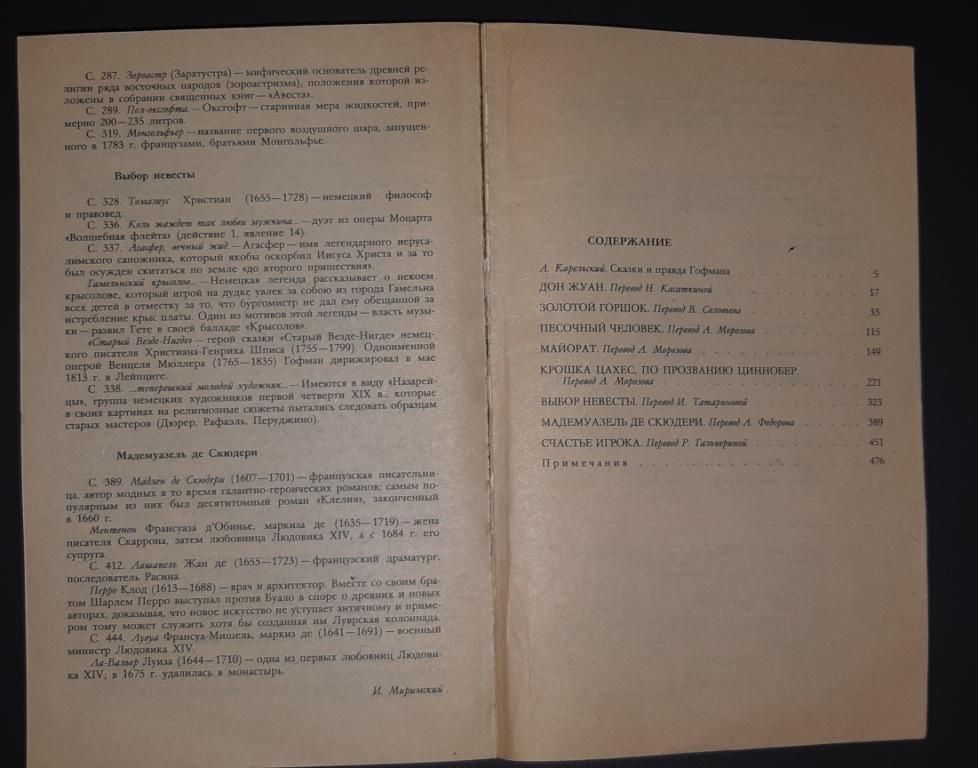 С. 287. Зороастр (Заратустра) — мифический основатель древней ре-
лигии ряда восточных народов (зороастризма), положения которой из-
ложены в собрании священных книг — «Авеста».
С. 289. Пол-оксгофта. — Оксгофт — старинная мера жидкостей, при-
мерно 200—235 литров.
С. 319. Монгольфьер — название первого воздушного шара, запущен-
ного в 1783 г. французами, братьями Монгольфье.
Выбор невесты
С. 328. Томазиус Христиан (1655—1728) — немецкий философ
и правовед.
С. 336. Коль жаждет так любви мужчина... — дуэт из оперы Моцарта
«Волшебная флейта» (действие 1, явление 14).
С. 337. Агасфер, вечный жид. — Агасфер — имя легендарного иеруса-
лимского сапожника, который якобы оскорбил Иисуса Христа и за то
был осужден скитаться по земле «до второго пришествия».
Гамельнский крысолов... — Немецкая легенда рассказывает о некоем
крысолове, который игрой на дудке увлек за собою из города Гамельна
всех детей в отместку за то, что бургомистр не дал ему обещанной за
истребление крыс платы. Один из мотивов этой легенды — власть музы-
ки — развил Гете в своей балладе «Крысолов».
«Старый Везде-Нигде» — герой сказки «Старый Везде-Нигде» немец-
кого писателя Христиана-Генриха Шписа (1755—1799). Одноименной
оперой Венцеля Мюллера (1765—1835) Гофман дирижировал в мае
1813 г. в Лейпциге.
С. 338. ...теперешний молодой художник... — Имеются в виду «Назарей-
цы», группа немецких художников первой четверти XIX в., которые
в своих картинах на религиозные сюжеты пытались следовать образцам
старых мастеров (Дюрер, Рафаэль, Перуджино).
Мадемуазель де Скюдери
С. 389. Мадлен де Скюдери (1607—1701) — французская писательни-
ца, автор модных в то время галантно-героических романов; самым по-
пулярным из них был десятитомный роман «Клелия», законченный
в 1660 г.
Ментенон Франсуаза д'Обинье, маркиза де (1635—1719) — жена
писателя Скаррона, затем любовница Людовика XIV, а с 1684 г. его
супруга.
С. 412. Лашапель Жан де (1655—1723) — французский драматург,
последователь Расина.
Перро Клод (1613—1688) — врач и архитектор. Вместе со своим бра-
том Шарлем Перро выступал против Буало в споре о древних и новых
авторах, доказывая, что новое искусство не уступает античному и приме-
ром тому может служить хотя бы созданная им Луврская колоннада.
С. 444. Лувуа Франсуа-Мишель, маркиз де (1641—1691) — военный
министр Людовика XIV.
Ла-Вальер Луиза (1644—1710) — одна из первых любовниц Людови-
ка XIV; в 1675 г. удалилась в монастырь.
И. Миримский
СОДЕРЖАНИЕ
А. Карельский. Сказки и правда Гофмана . . . . . . . . . . 5
ДОН ЖУАН. Перевод Н. Касаткиной . . . . . . . . . . 17
ЗОЛОТОЙ ГОРШОК. Перевод В. Соловьева . . . . . . . . . 33
ПЕСОЧНЫЙ ЧЕЛОВЕК. Перевод А. Морозова . . . . . . . . 115
МАЙОРАТ. Перевод А. Морозова . . . . . . . . . . . 149
КРОШКА ЦАХЕС, ПО ПРОЗВАНИЮ ЦИННОБЕР.
Перевод А. Морозова . . . . . . . . . . . . . 221
ВЫБОР НЕВЕСТЫ. Перевод И. Татариновой . . . . . . . . 323
МАДЕМУАЗЕЛЬ ДЕ СКЮДЕРИ. Перевод А. Федорова . . . . . . 389
СЧАСТЬЕ ИГРОКА. Перевод Р. Гальпериной . . . . . . . . 451
Примечания . . . . . . . . . . . . . . . 476